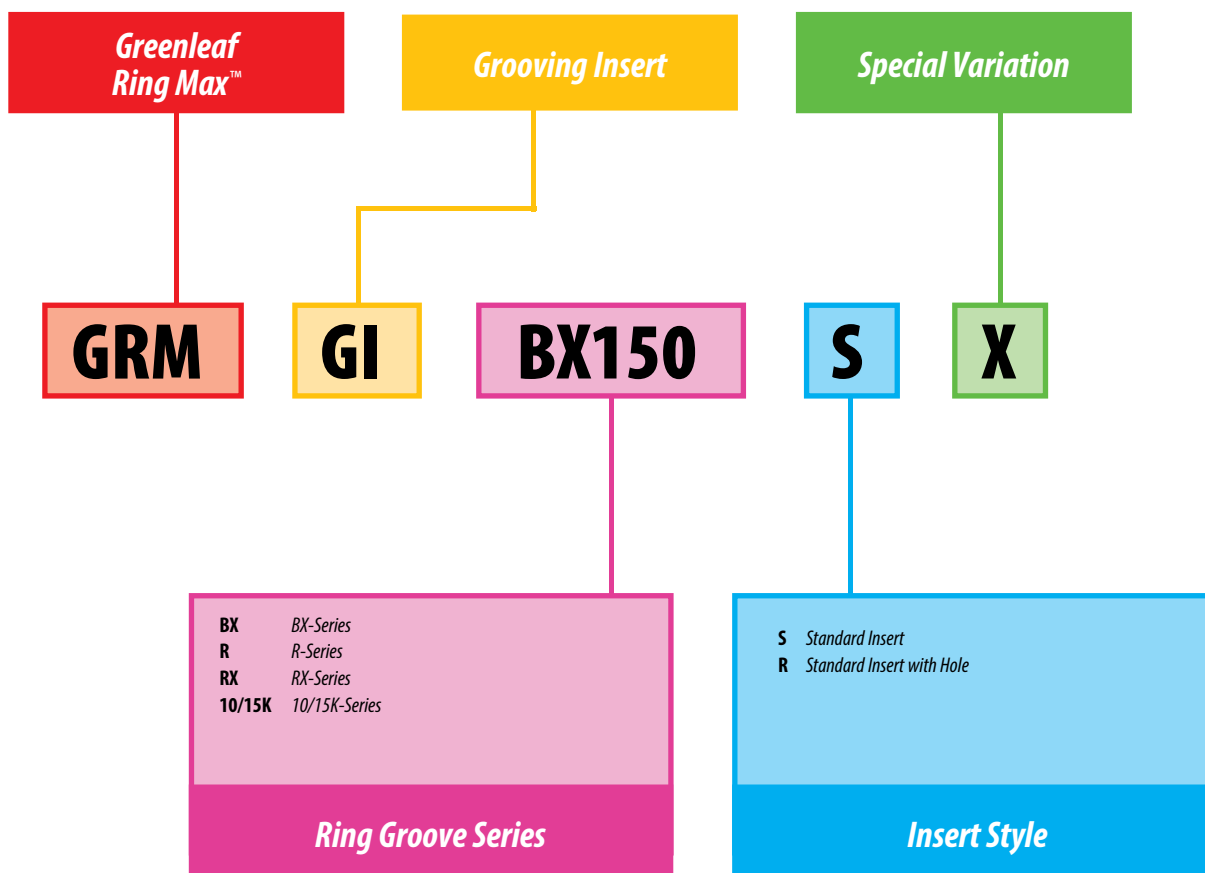 Greenleaf
Ring Max™
Grooving Insert
Special Variation
GRM GI BX150 S X
BX BX-Series
R R-Series
RX RX-Series
10/15K 10/15K-Series
Ring Groove Series
S Standard Insert
R Standard Insert with Hole
Insert Style